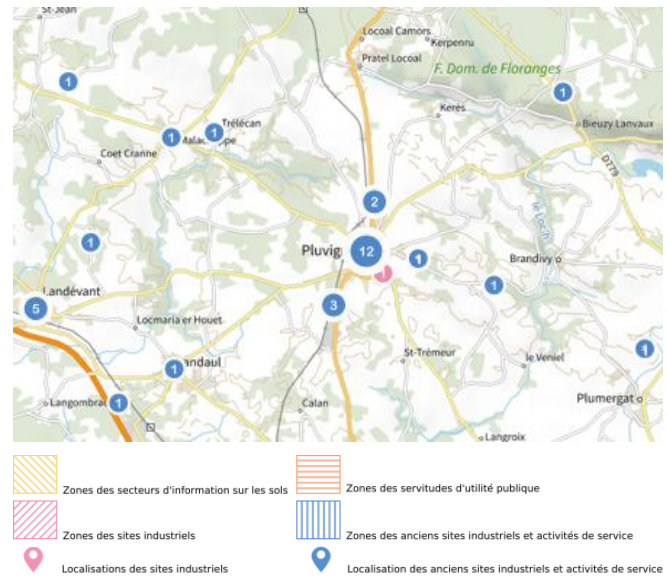 St-Jean
Locoal Camors
Kerpenru
Pratel Locoal
F. Dom. de Floranges
1
1
Kerès
Bieuzy Lanvaux
Trélécan
1
1
Coet Cranne
D779
le Loc'h
2
1
Pluvig
12
1
Brandivy
1
1
Landévant
5
3
Locmaria er Houet
1
St-Trémeur
le Veniel
1
andaul
Plumergat
Langombrac
1
Calan
Langroix
Zones des secteurs d'information sur les sols
Zones des servitudes d'utilité publique
Zones des sites industriels
Zones des anciens sites industriels et activités de service
Localisations des sites industriels
Localisation des anciens sites industriels et activités de service